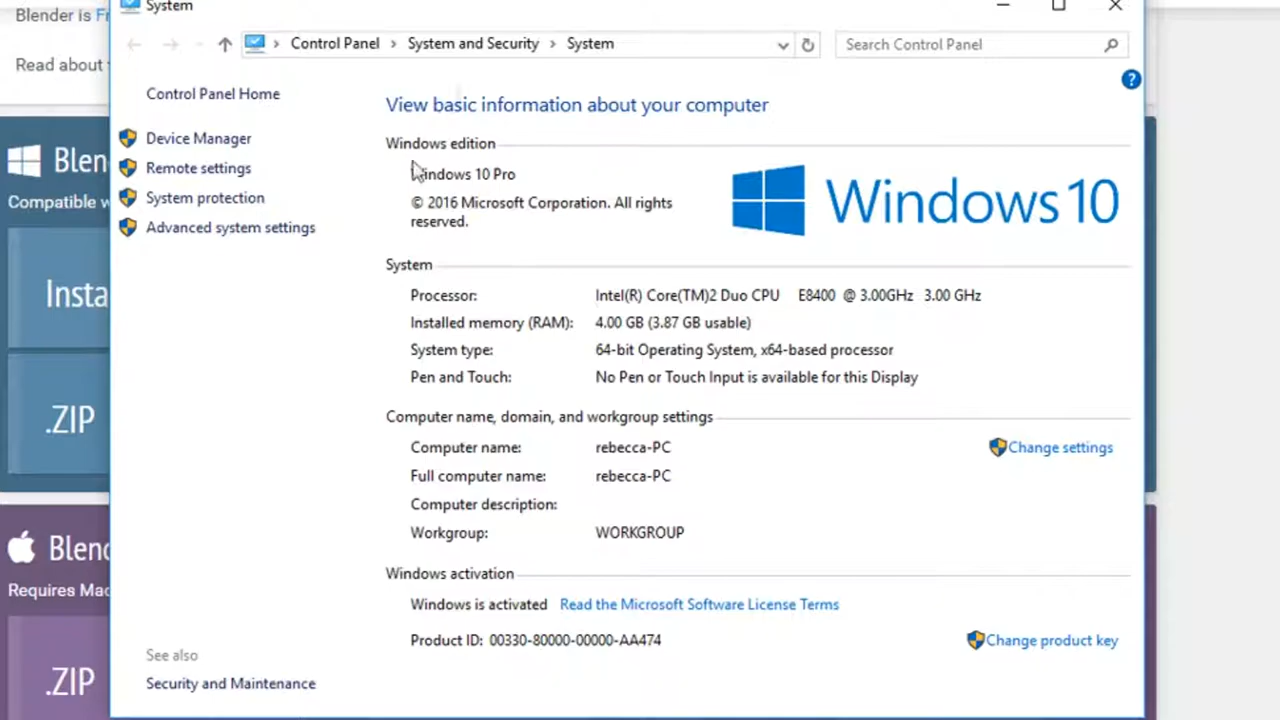 Blender is Fr
Read about
System
Control Panel > System and Security > System
Search Control Panel
?
Control Panel Home
Device Manager
Remote settings
System protection
Advanced system settings
View basic information about your computer
Windows edition
Windows 10 Pro
© 2016 Microsoft Corporation. All rights
reserved.
Windows 10
System
Processor: Intel(R) Core(TM)2 Duo CPU E8400 @ 3.00GHz 3.00 GHz
Installed memory (RAM): 4.00 GB (3.87 GB usable)
System type: 64-bit Operating System, x64-based processor
Pen and Touch: No Pen or Touch Input is available for this Display
Computer name, domain, and workgroup settings
Computer name: rebecca-PC
Change settings
Full computer name: rebecca-PC
Computer description:
Workgroup: WORKGROUP
Windows activation
Windows is activated Read the Microsoft Software License Terms
Product ID: 00330-80000-00000-AA474
Change product key
See also
Security and Maintenance
Blen
Compatible w
Insta
.ZIP
Blend
Requires Mac
.ZIP